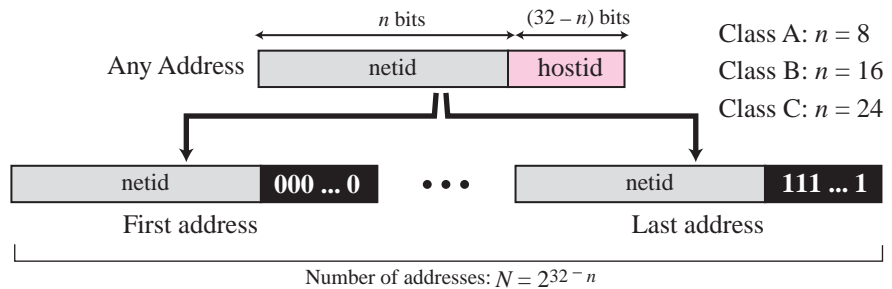 n bits
(32 – n) bits
Class A: n = 8
Any Address
netid
hostid
Class B: n = 16
Class C: n = 24
netid
000 ... 0
netid
111 ... 1
First address
Last address
Number of addresses: N = 2^{32 – n}